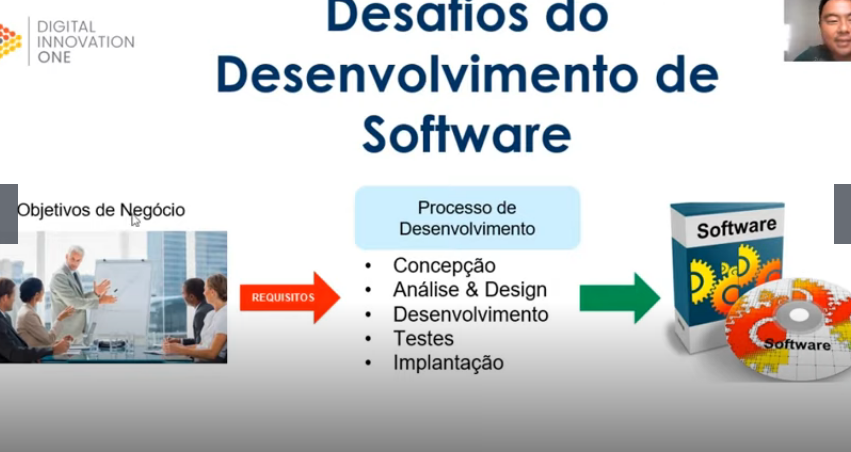 DIGITAL
INNOVATION
ONE
Desafios do
Desenvolvimento de
Software
Objetivos de Negócio
REQUISITOS
Processo de
Desenvolvimento
• Concepção
• Análise & Design
• Desenvolvimento
• Testes
• Implantação
Software
Software